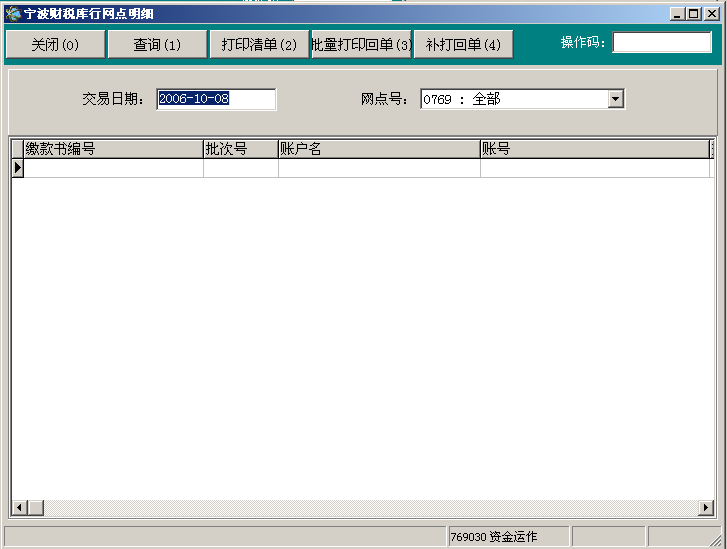 宁波财税库行网点明细
关闭(0) 查询(1) 打印清单(2) 批量打印回单(3) 补打回单(4) 操作码:
交易日期: 2006-10-08 网点号: 0769 : 全部
缴款书编号 批次号 账户名 账号
769030 资金运作